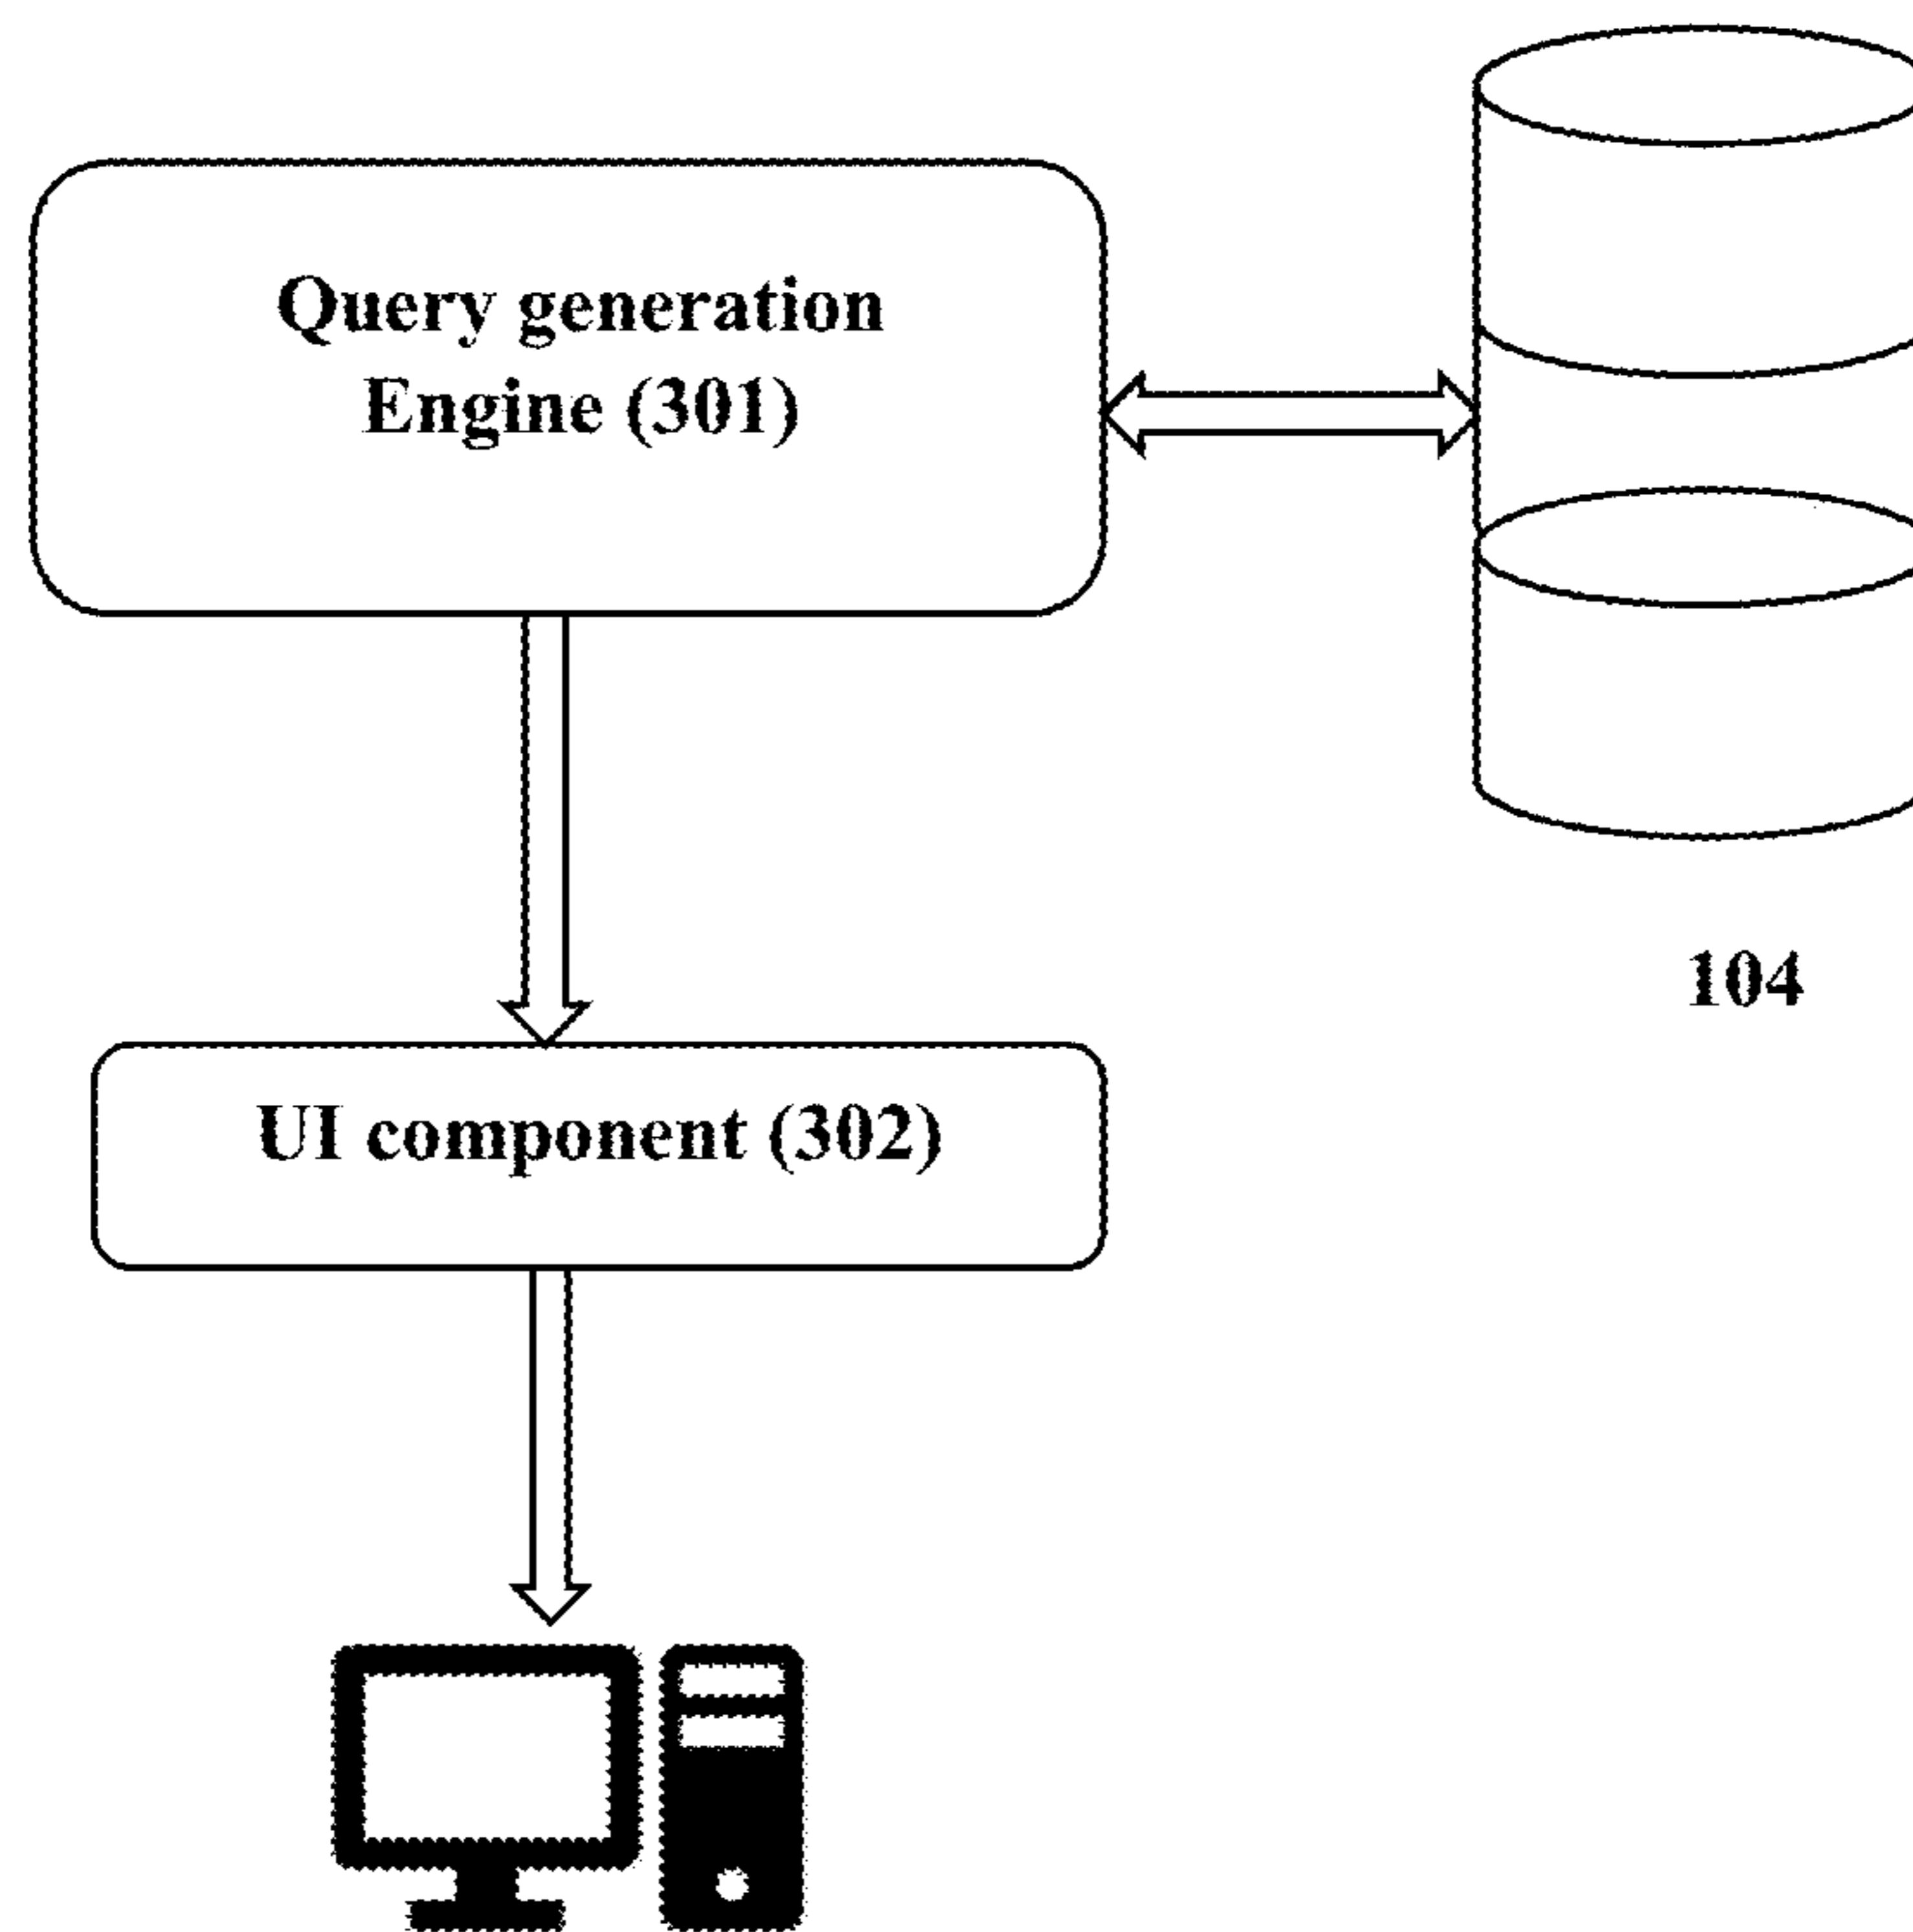 Query generation
Engine (301)
104
UI component (302)